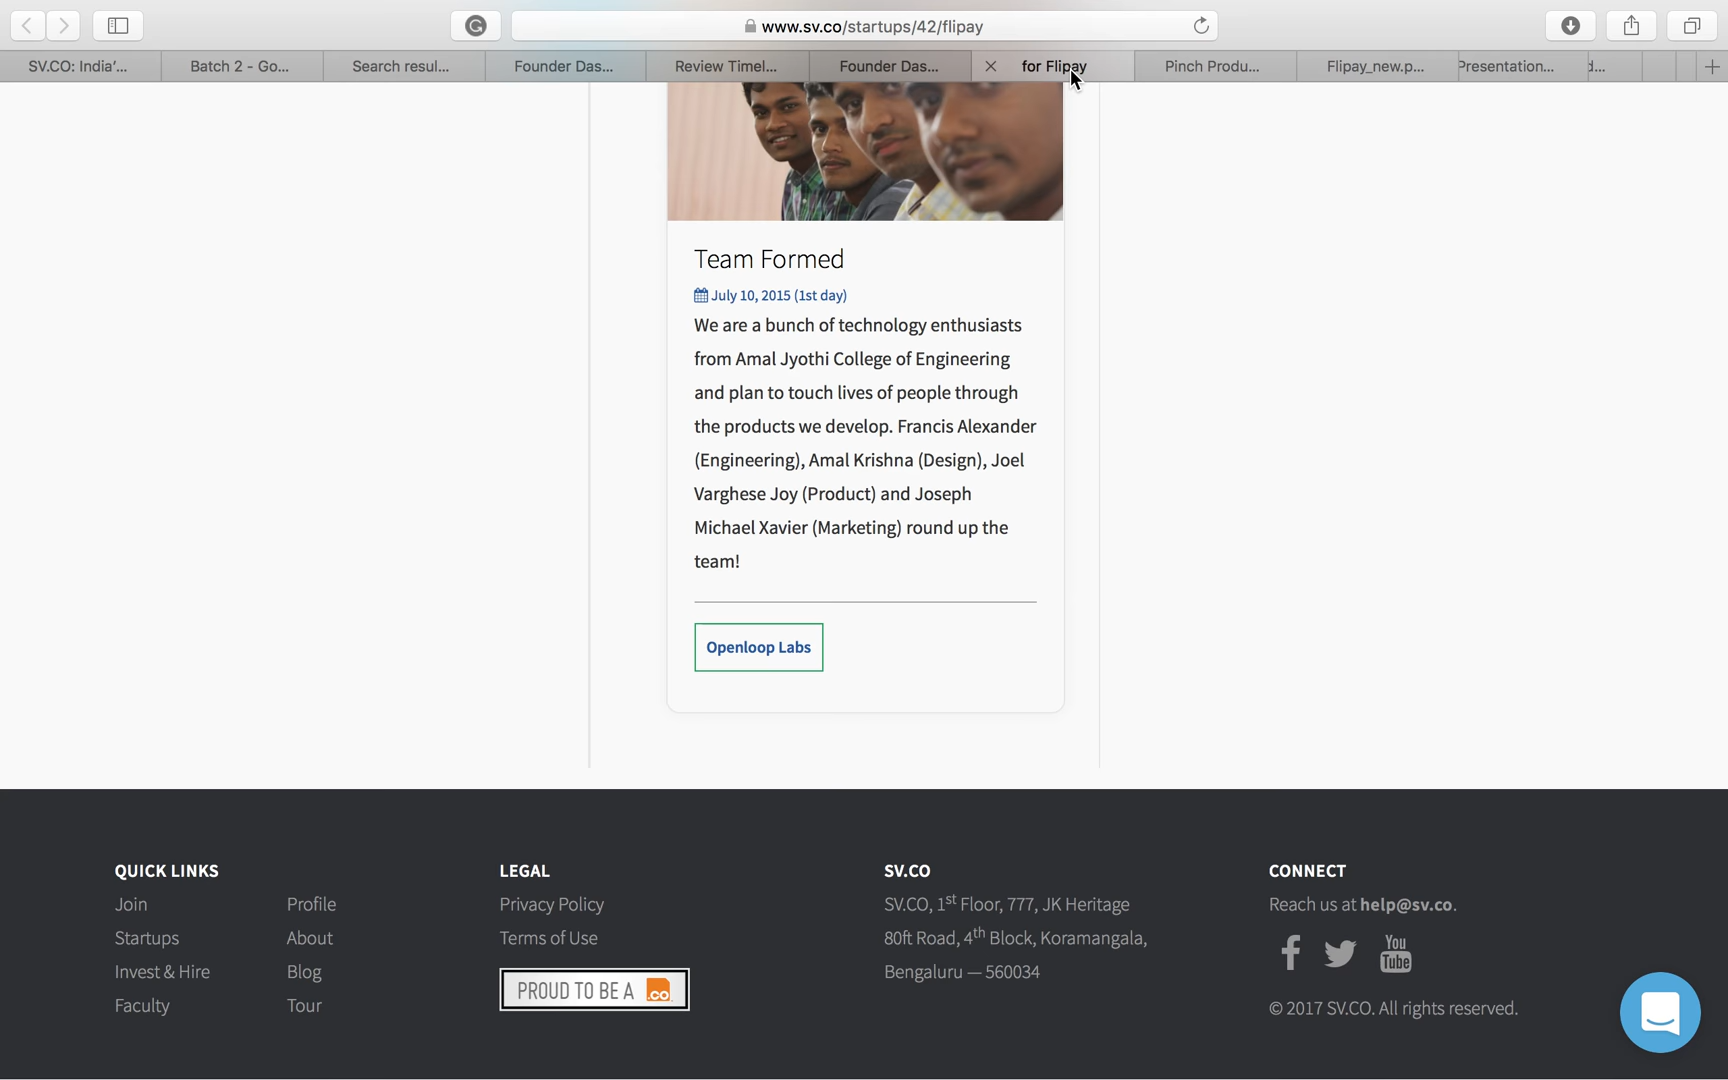 www.sv.co/startups/42/flipay
SV.CO: India'...
Batch 2 - Go...
Search resul...
Founder Das...
Review Timel...
Founder Das...
for Flipay
Pinch Produ...
Flipay_new.p...
Presentation...
Team Formed
July 10, 2015 (1st day)
We are a bunch of technology enthusiasts
from Amal Jyothi College of Engineering
and plan to touch lives of people through
the products we develop. Francis Alexander
(Engineering), Amal Krishna (Design), Joel
Varghese Joy (Product) and Joseph
Michael Xavier (Marketing) round up the
team!
Openloop Labs
QUICK LINKS
Join
Startups
Invest & Hire
Faculty
Profile
About
Blog
Tour
LEGAL
Privacy Policy
Terms of Use
PROUD TO BE A .co
SV.CO
SV.CO, 1st Floor, 777, JK Heritage
80ft Road, 4th Block, Koramangala,
Bengaluru — 560034
CONNECT
Reach us at help@sv.co.
You
Tube
© 2017 SV.CO. All rights reserved.